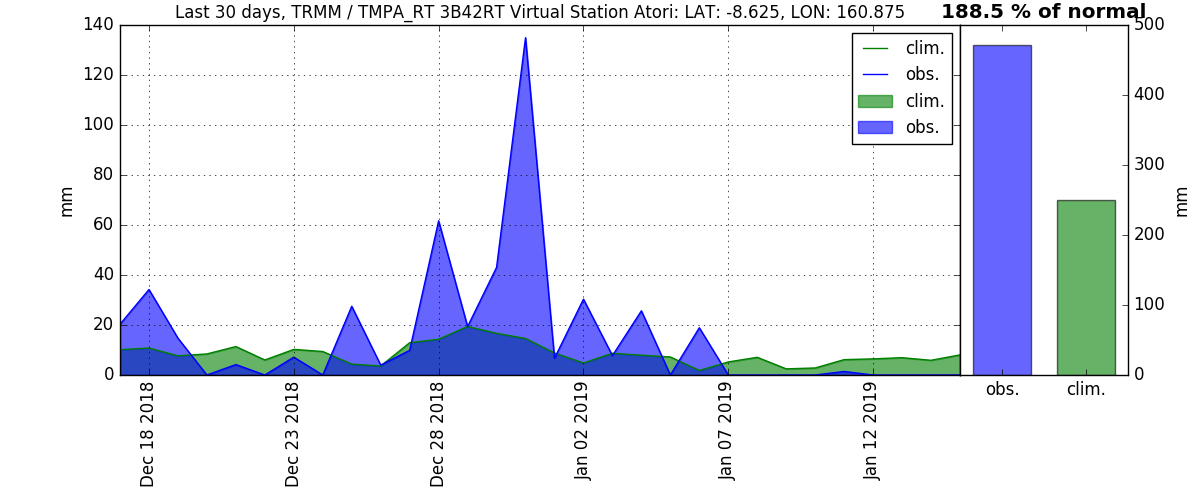 Last 30 days, TRMM / TMPA_RT 3B42RT Virtual Station Atori: LAT: -8.625, LON: 160.875
188.5 % of normal
140
120
100
80
60
40
20
0
mm
clim.
obs.
clim.
obs.
500
400
300
200
100
0
mm
obs.
clim.
Dec 18 2018
Dec 23 2018
Dec 28 2018
Jan 02 2019
Jan 07 2019
Jan 12 2019